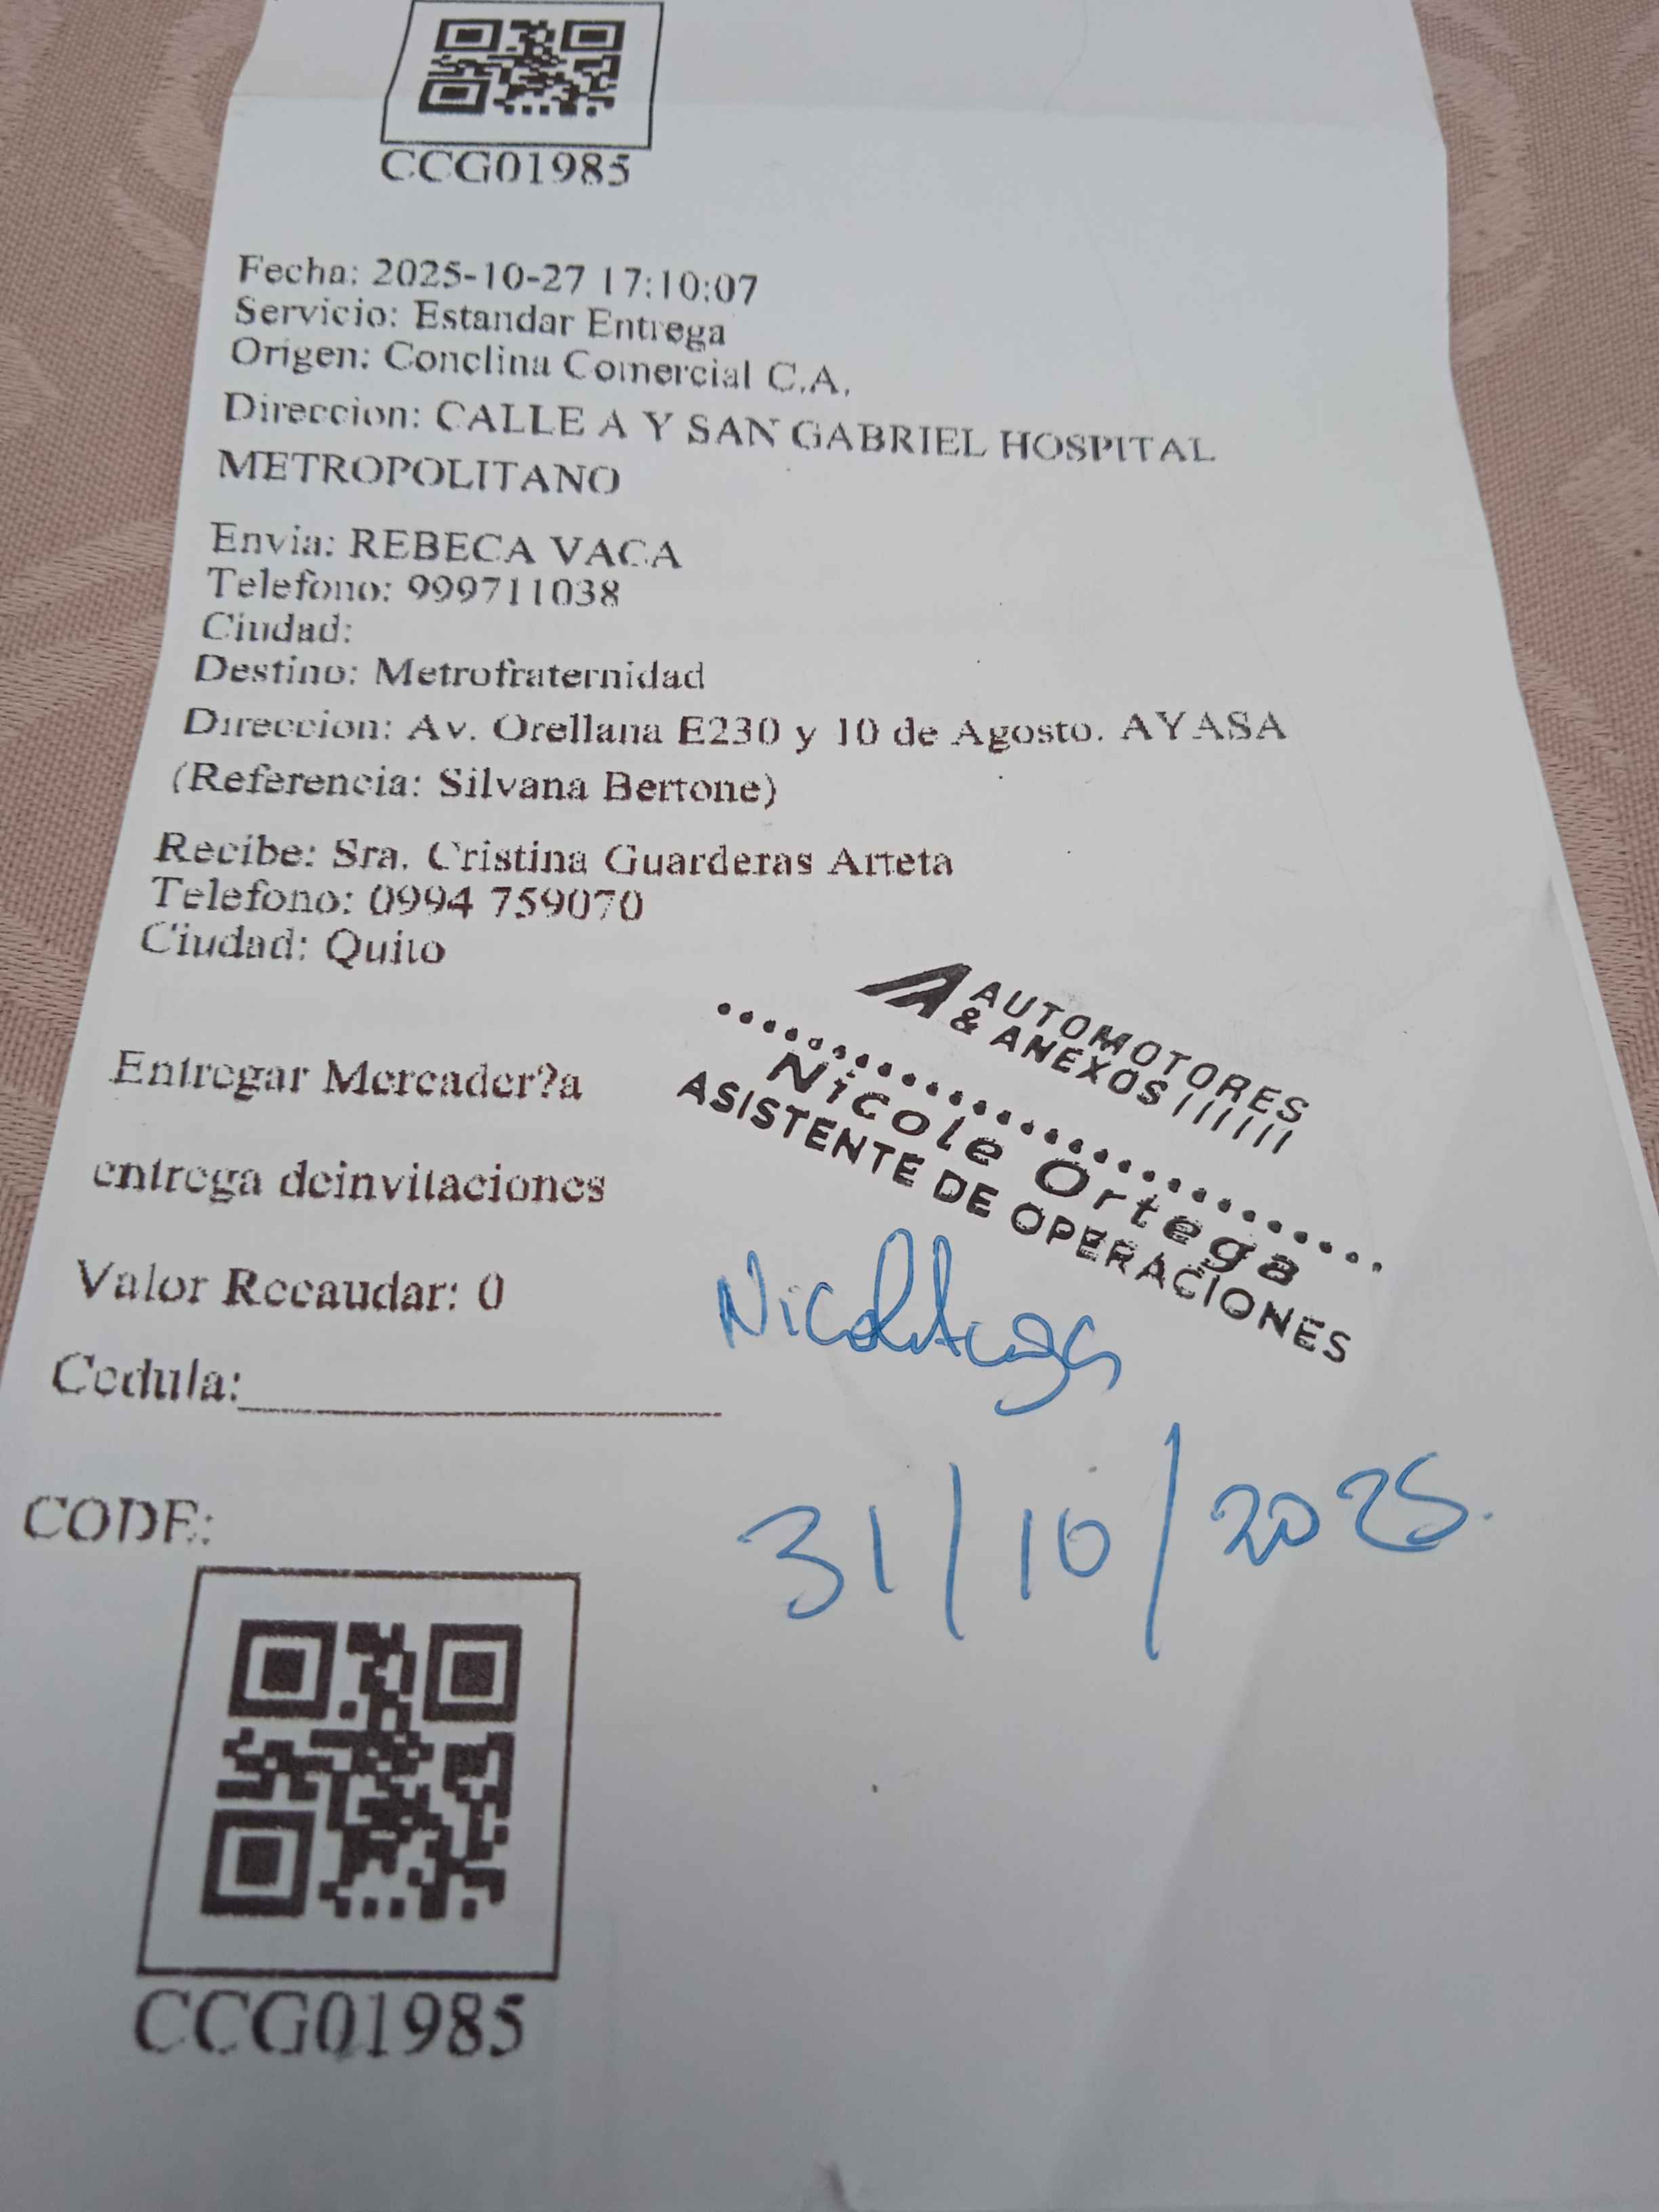 CCG01985
Fecha: 2025-10-27 17:10:07
Servicio: Estandar Entrega
Origen: Conclina Comercial C.A.
Direccion: CALLE A Y SAN GABRIEL HOSPITAL
METROPOLITANO
Envia: REBECA VACA
Telefono: 999711038
Ciudad:
Destino: Metrofraternidad
Direccion: Av. Orellana E230 y 10 de Agosto. AYASA
(Referencia: Silvana Bertone)
Recibe: Sra. Cristina Guarderas Arteta
Telefono: 0994 759070
Ciudad: Quito
AUTOMOTORES
& ANEXOS
Nicole Ortega
ASISTENTE DE OPERACIONES
Entregar Mercader?a
entrega deinvitaciones
Valor Recaudar: 0
Cedula:
31/10/2025.
CODE:
CCG01985